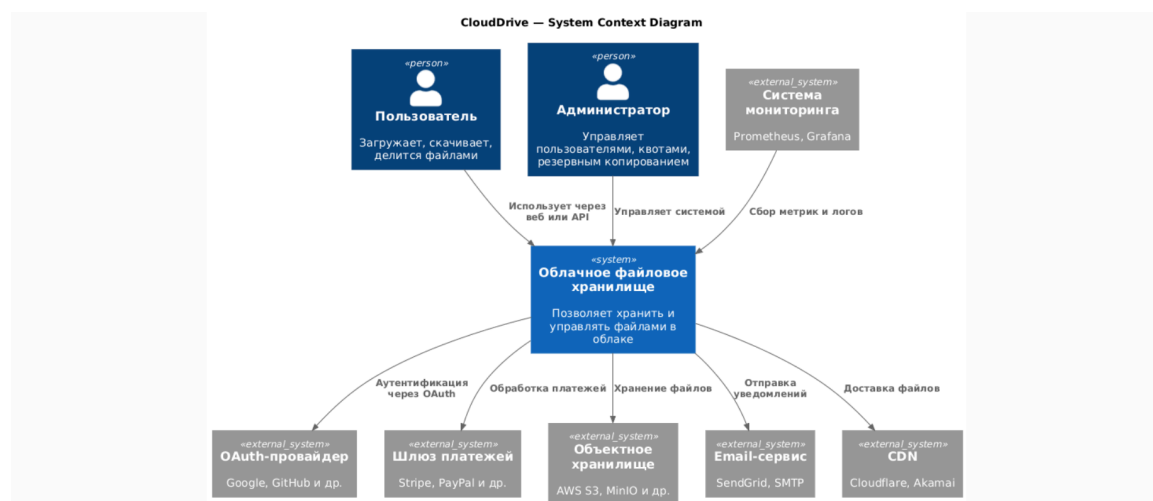 CloudDrive — System Context Diagram
«person»
Пользователь
Загружает, скачивает,
делится файлами
«person»
Администратор
Управляет
пользователями, квотами,
резервным копированием
«external_system»
Система
мониторинга
Prometheus, Grafana
Использует через
веб или API
Управляет системой
Сбор метрик и логов
«system»
Облачное файловое
хранилище
Позволяет хранить и
управлять файлами в
облаке
Аутентификация
через OAuth
Обработка платежей
Хранение файлов
Отправка
уведомлений
Доставка файлов
«external_system»
OAuth-провайдер
Google, GitHub и др.
«external_system»
Шлюз платежей
Stripe, PayPal и др.
«external_system»
Объектное
хранилище
AWS S3, MinIO и др.
«external_system»
Email-сервис
SendGrid, SMTP
«external_system»
CDN
Cloudflare, Akamai